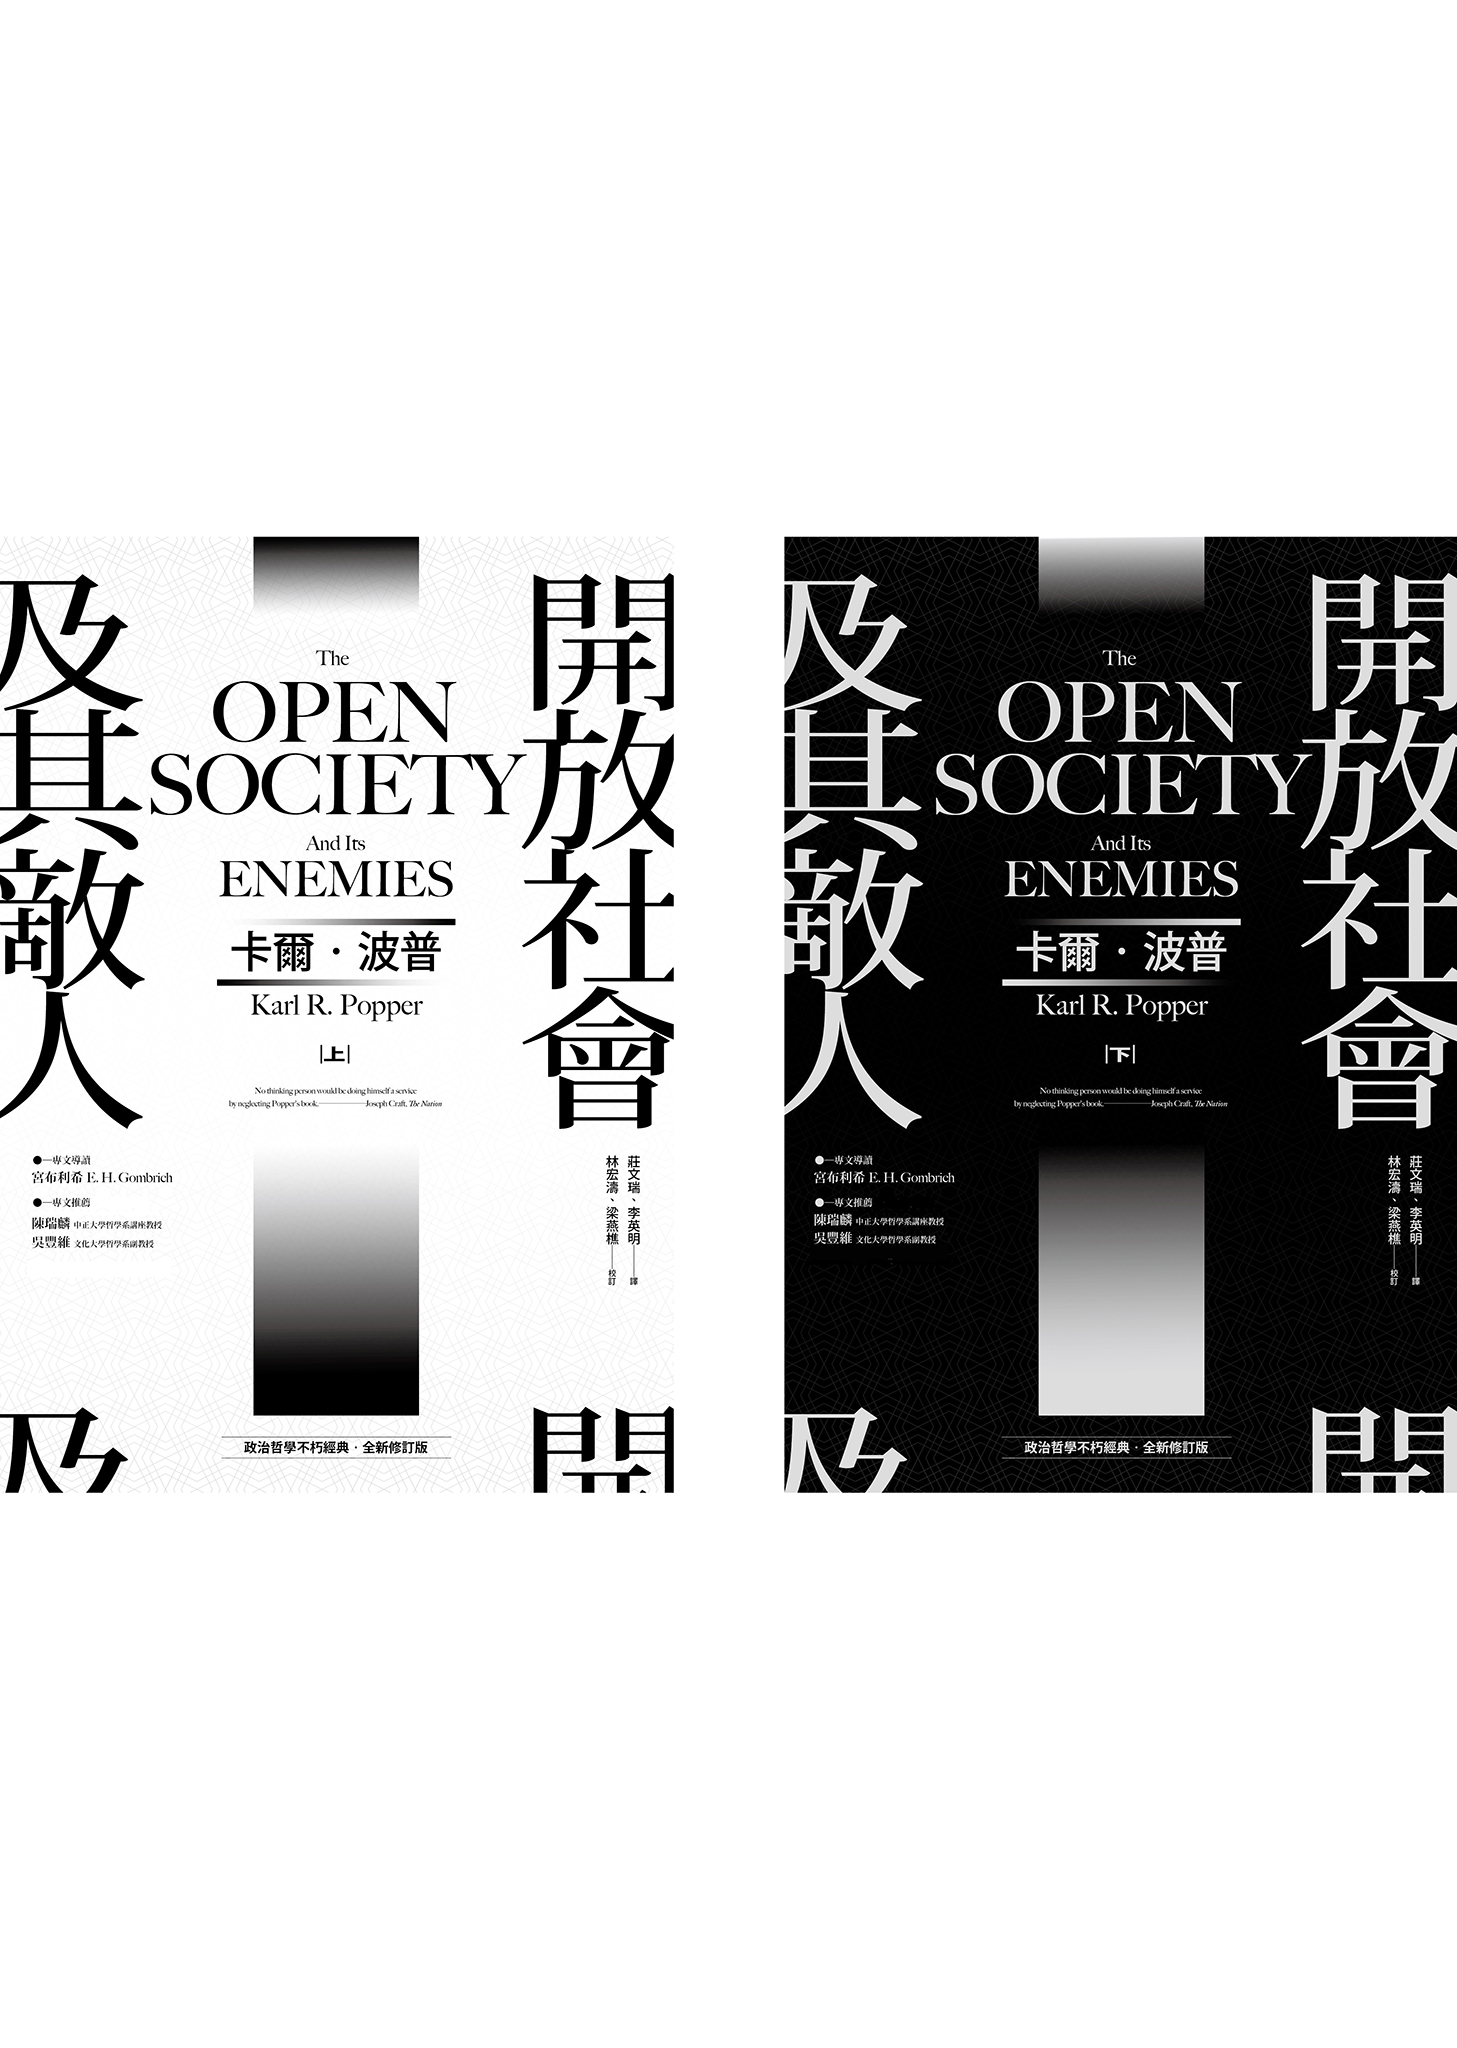 開放社會
及其敵人
The
OPEN
SOCIETY
And Its
ENEMIES
卡爾．波普
Karl R. Popper
|上|
No thinking person would be doing himself a service
by neglecting Popper's book.————Joseph Craft, The Nation
●—專文導讀
宮布利希 E. H. Gombrich
●—專文推薦
陳瑞麟 中正大學哲學系講座教授
吳豐維 文化大學哲學系副教授
莊文瑞、李英明——譯
林宏濤、梁燕樵——校訂
政治哲學不朽經典．全新修訂版
開
及
開放社會
及其敵人
The
OPEN
SOCIETY
And Its
ENEMIES
卡爾．波普
Karl R. Popper
|下|
No thinking person would be doing himself a service
by neglecting Popper's book.————Joseph Craft, The Nation
●—專文導讀
宮布利希 E. H. Gombrich
●—專文推薦
陳瑞麟 中正大學哲學系講座教授
吳豐維 文化大學哲學系副教授
莊文瑞、李英明——譯
林宏濤、梁燕樵——校訂
政治哲學不朽經典．全新修訂版
開
及